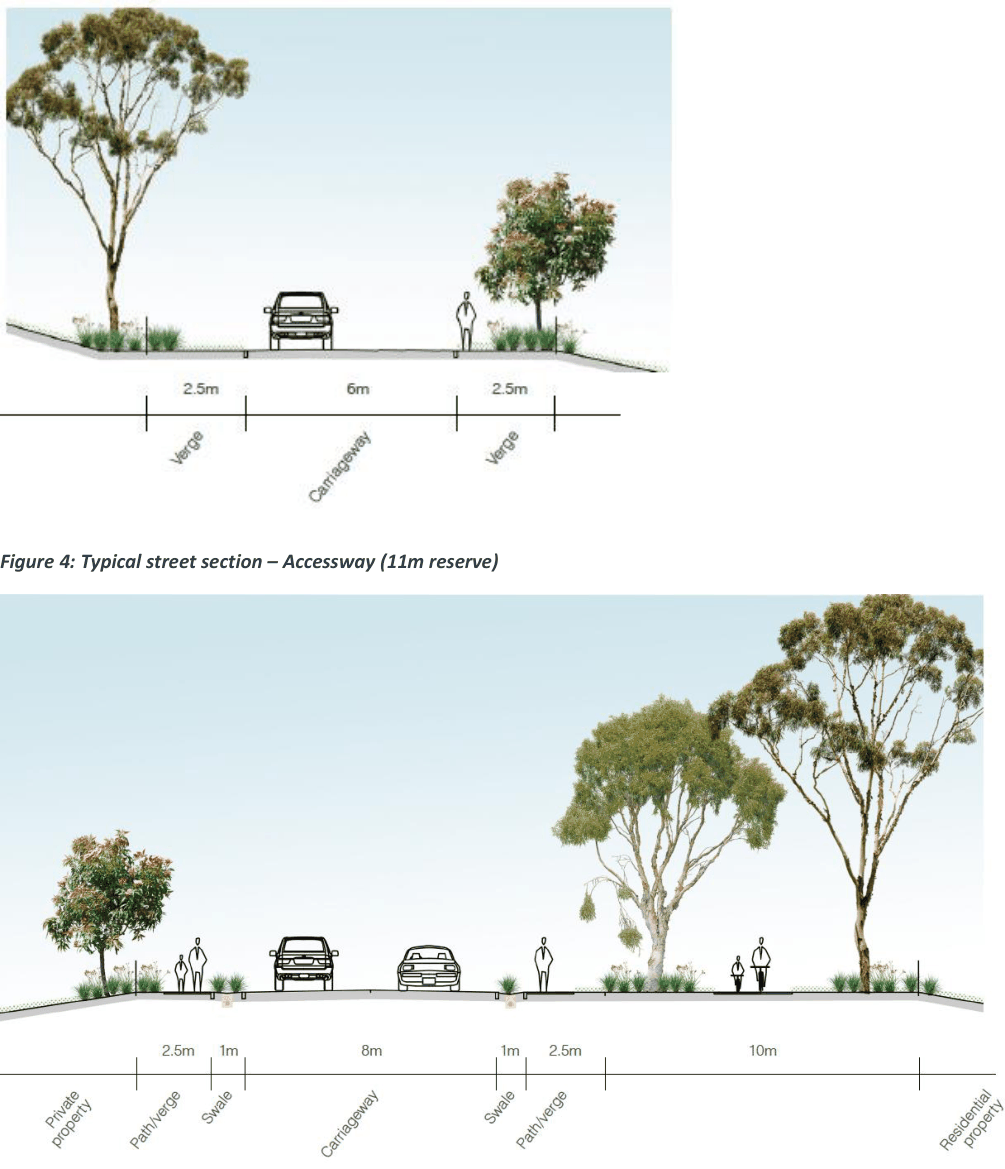 2.5m 6m 2.5m
Verge Carriageway Verge
Figure 4: Typical street section – Accessway (11m reserve)
2.5m 1m 8m 1m 2.5m 10m
Private property Path/verge Swale Carriageway Swale Path/verge Residential property